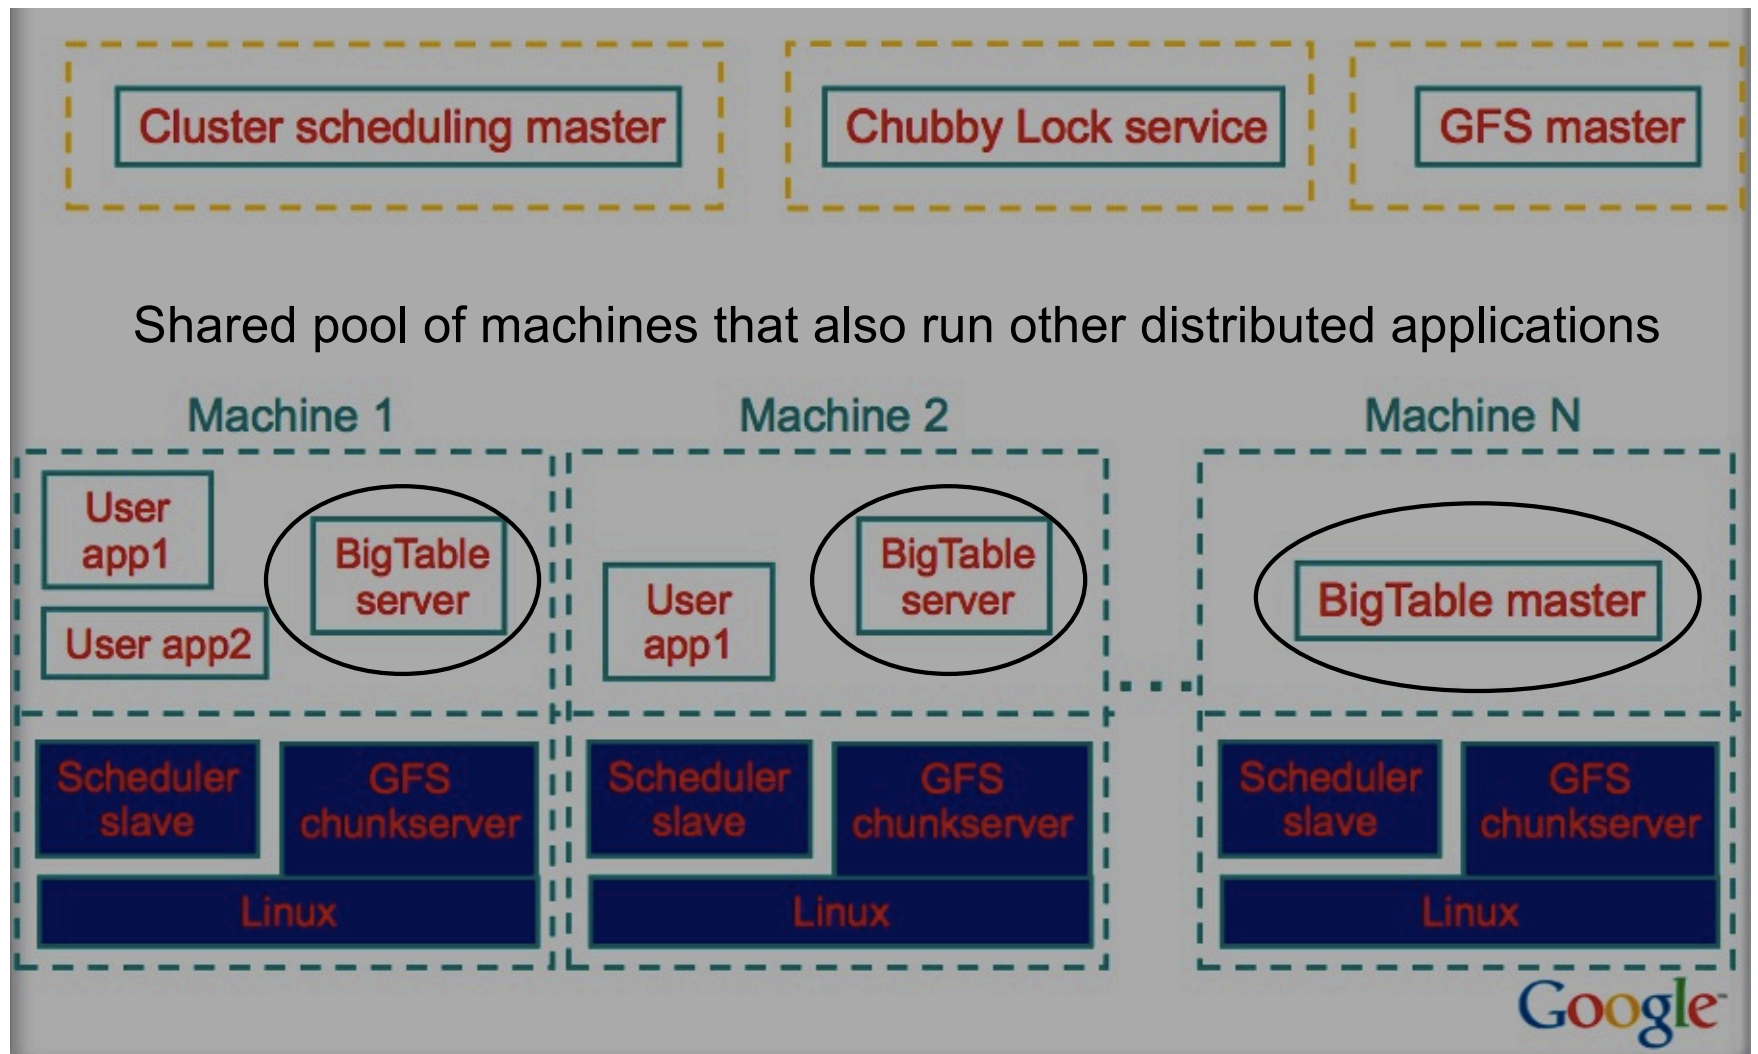 Cluster scheduling master
Chubby Lock service
GFS master
Shared pool of machines that also run other distributed applications
Machine 1
Machine 2
Machine N
User
app1
User app2
BigTable
server
User
app1
BigTable
server
...
BigTable master
Scheduler
slave
GFS
chunkserver
Linux
Scheduler
slave
GFS
chunkserver
Linux
Scheduler
slave
GFS
chunkserver
Linux
Google